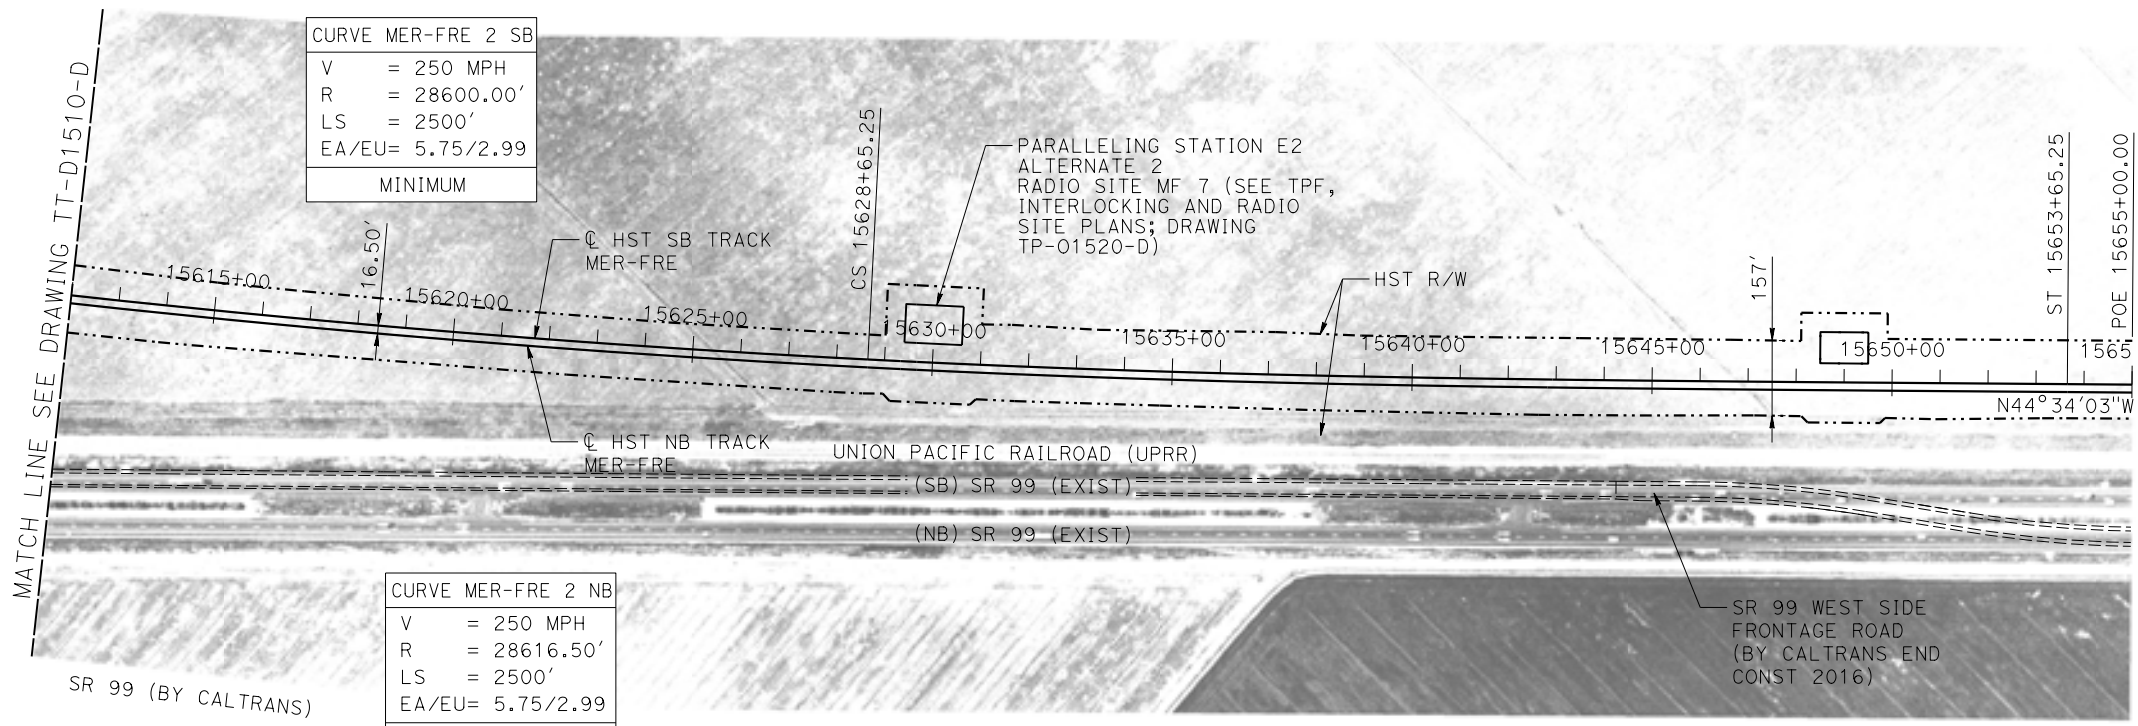 CURVE MER-FRE 2 SB
V = 250 MPH
R = 28600.00'
LS = 2500'
EA/EU= 5.75/2.99
MINIMUM
MATCH LINE SEE DRAWING TT-D1510-D
16.50'
℄ HST SB TRACK
MER-FRE
CS 15628+65.25
PARALLELING STATION E2
ALTERNATE 2
RADIO SITE MF 7 (SEE TPF,
INTERLOCKING AND RADIO
SITE PLANS; DRAWING
TP-01520-D)
HST R/W
157'
ST 15653+65.25
POE 15655+00.00
15615+00
15620+00
15625+00
15630+00
15635+00
15640+00
15645+00
15650+00
1565
N44°34'03"W
℄ HST NB TRACK
MER-FRE
UNION PACIFIC RAILROAD (UPRR)
(SB) SR 99 (EXIST)
(NB) SR 99 (EXIST)
CURVE MER-FRE 2 NB
V = 250 MPH
R = 28616.50'
LS = 2500'
EA/EU= 5.75/2.99
SR 99 WEST SIDE
FRONTAGE ROAD
(BY CALTRANS END
CONST 2016)
SR 99 (BY CALTRANS)